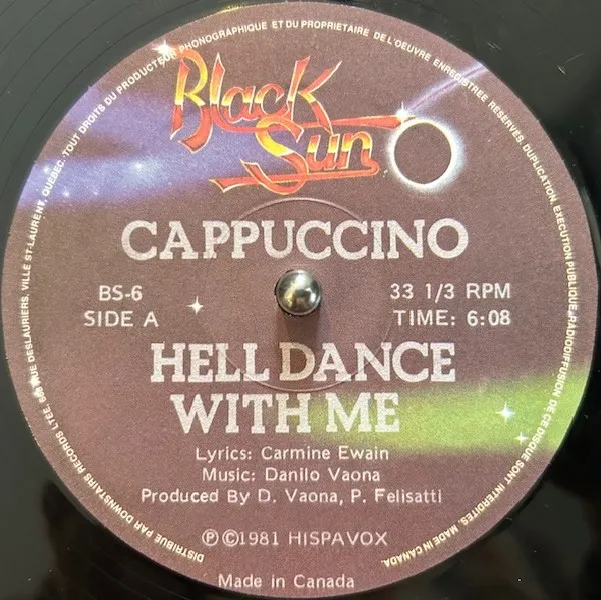 Black
Sun
CAPPUCCINO
BS-6
SIDE A
33 1/3 RPM
TIME: 6:08
HELL DANCE
WITH ME
Lyrics: Carmine Ewain
Music: Danilo Vaona
Produced By D. Vaona, P. Felisatti
Ⓟ©1981 HISPAVOX
Made in Canada
DISTRIBUE PAR DOWNSTAIRS RECORDS LTEE. RUE DESLAURIERS, VILLE ST-LAURENT, QUEBEC. TOUT DROITS DU PRODUCTEUR PHONOGRAPHIQUE ET DU PROPRIETAIRE DE L'OEUVRE ENREGISTREE RESERVES. DUPLICATION, EXECUTION PUBLIQUE, RADIODIFFUSION DE CE DISQUE SONT INTERDITES. MADE IN CANADA.